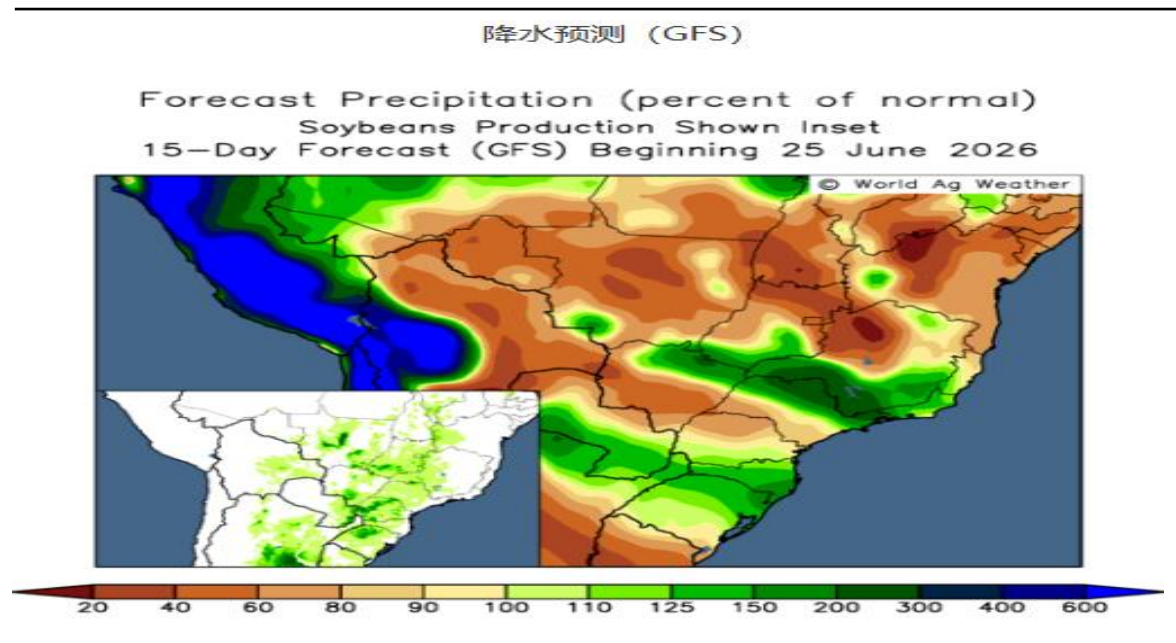 降水预测 (GFS)
Forecast Precipitation (percent of normal)
Soybeans Production Shown Inset
15-Day Forecast (GFS) Beginning 25 June 2026
© World Ag Weather
20 40 60 80 90 100 110 125 150 200 300 400 600